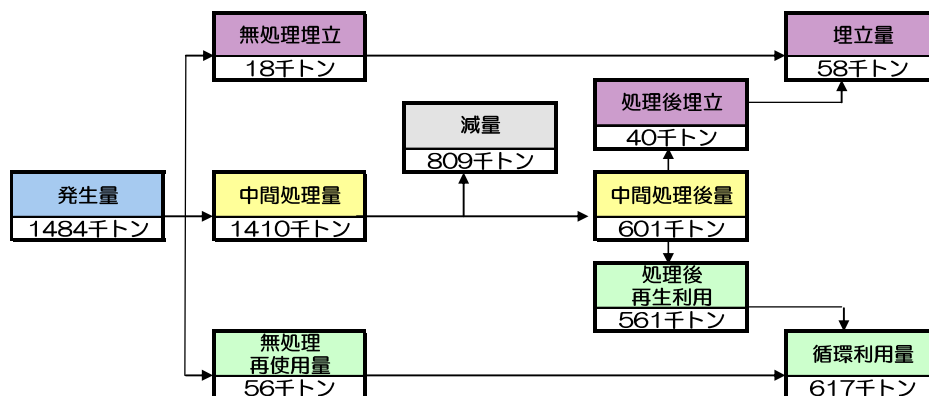 無処理埋立
18千トン
埋立量
58千トン
処理後埋立
40千トン
減量
809千トン
発生量
1484千トン
中間処理量
1410千トン
中間処理後量
601千トン
処理後
再生利用
561千トン
無処理
再使用量
56千トン
循環利用量
617千トン